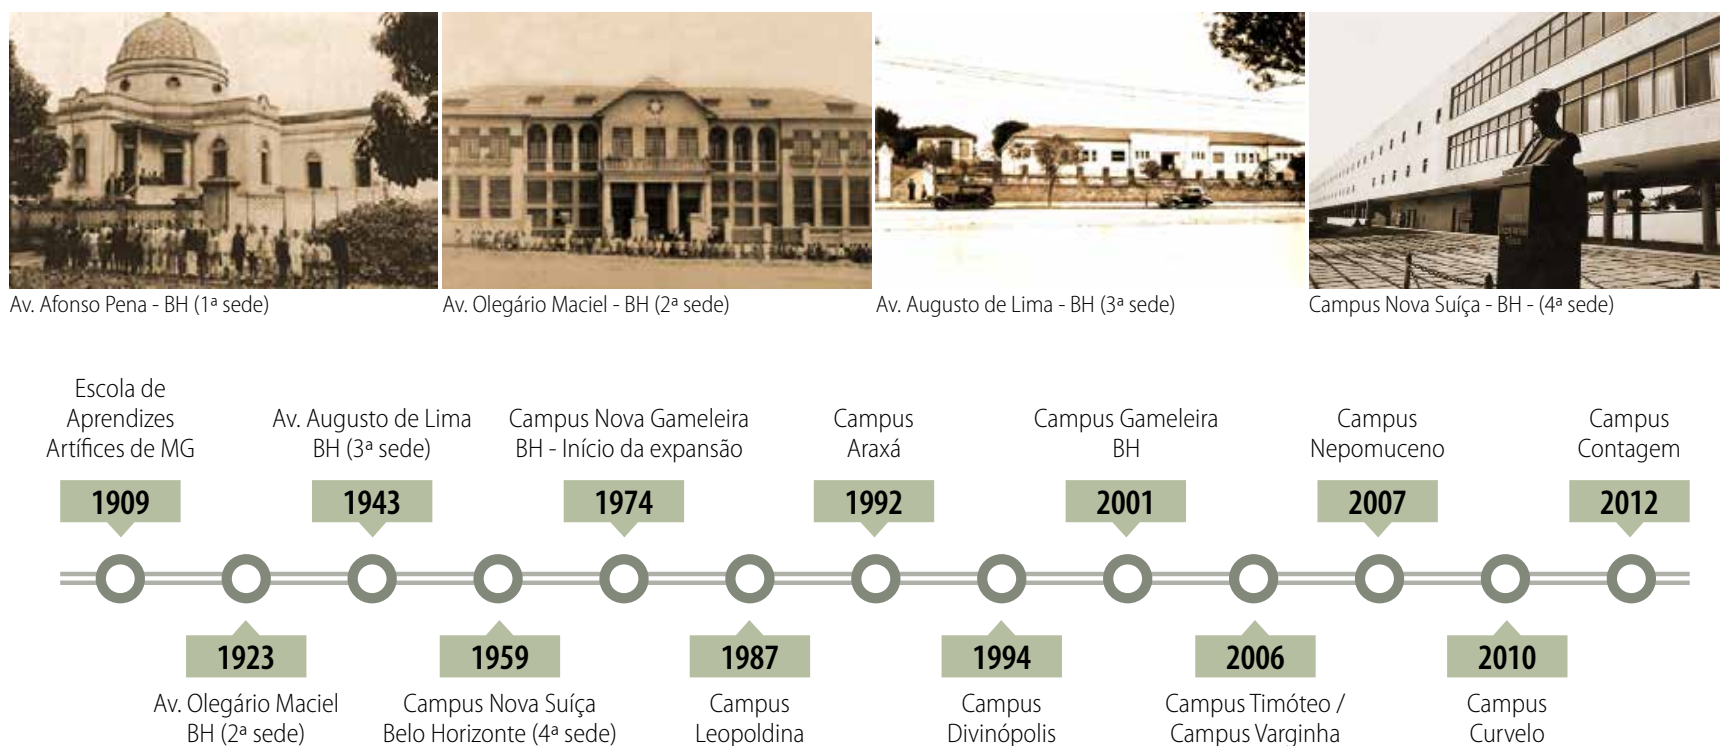 Av. Afonso Pena - BH (1ª sede)
Av. Olegário Maciel - BH (2ª sede)
Av. Augusto de Lima - BH (3ª sede)
Campus Nova Suíça - BH - (4ª sede)
Escola de
Aprendizes
Artífices de MG
1909
Av. Olegário Maciel
BH (2ª sede)
1923
Av. Augusto de Lima
BH (3ª sede)
1943
1959
Campus Nova Suíça
Belo Horizonte (4ª sede)
Campus Nova Gameleira
BH - Início da expansão
1974
1987
Campus
Leopoldina
Campus
Araxá
1992
1994
Campus
Divinópolis
Campus Gameleira
BH
2001
2006
Campus Timóteo /
Campus Varginha
Campus
Nepomuceno
2007
2010
Campus
Curvelo
Campus
Contagem
2012